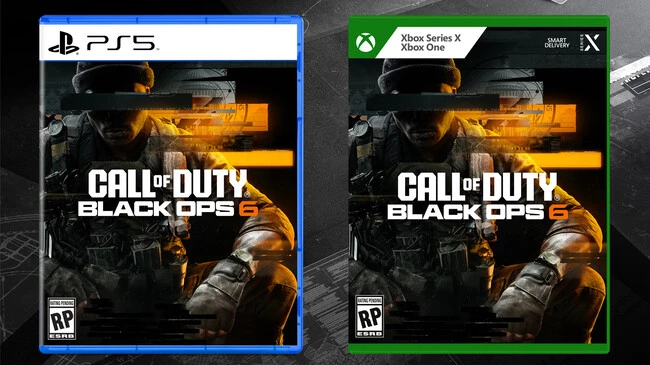 PS5
CALL OF DUTY
BLACK OPS 6
RATING PENDING
RP
ESRB
Xbox Series X
Xbox One
SMART
DELIVERY
SERIES
X
CALL OF DUTY
BLACK OPS 6
RATING PENDING
RP
ESRB